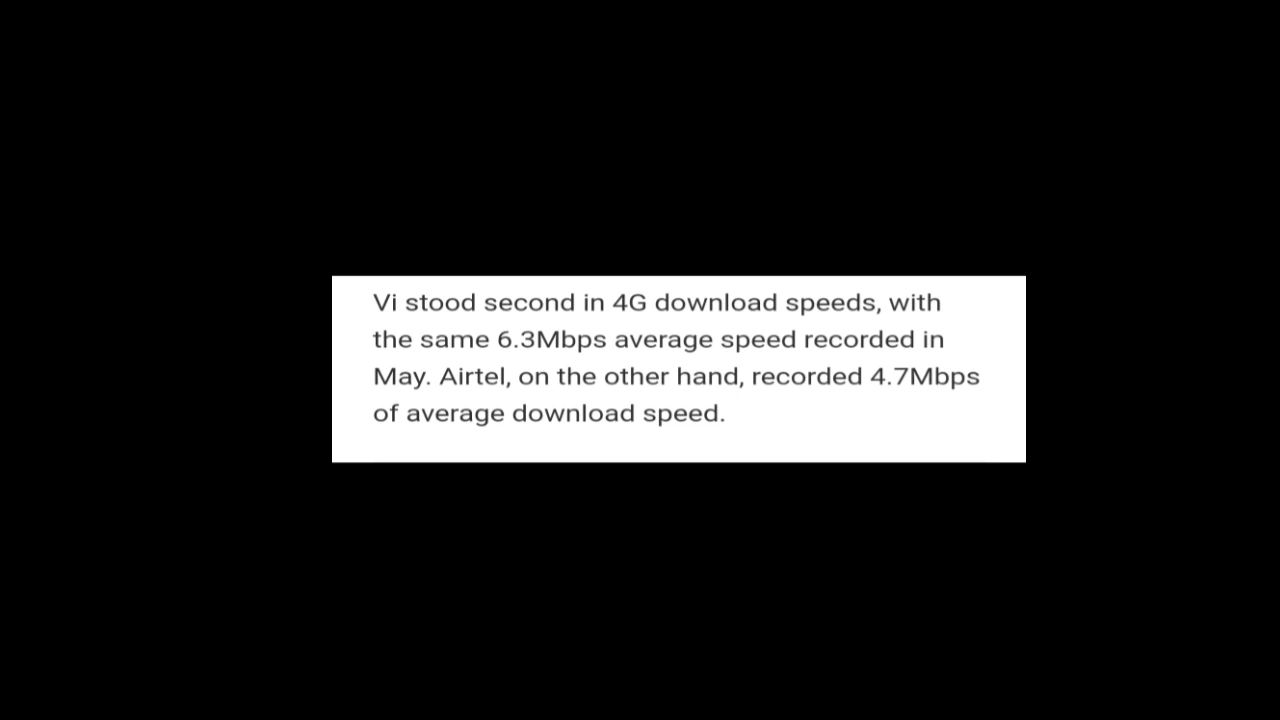 Vi stood second in 4G download speeds, with
the same 6.3Mbps average speed recorded in
May. Airtel, on the other hand, recorded 4.7Mbps
of average download speed.